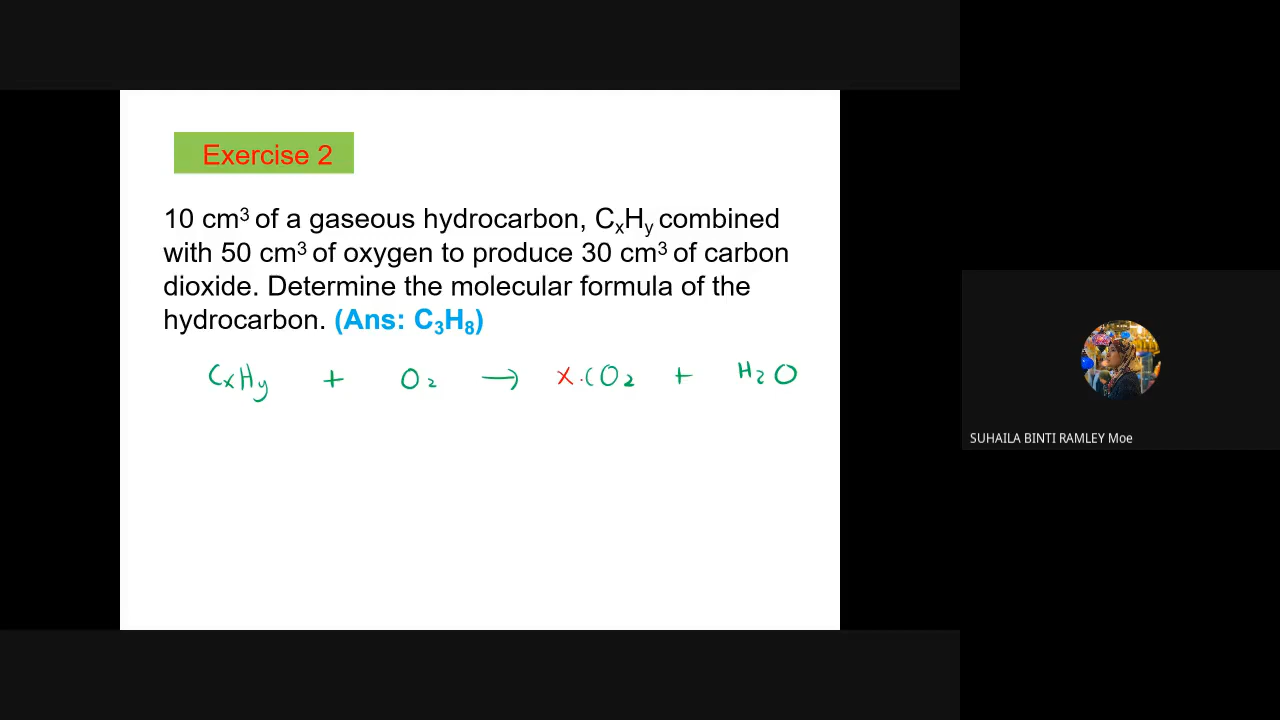 Exercise 2
10 cm³ of a gaseous hydrocarbon, CₓHᵧ combined
with 50 cm³ of oxygen to produce 30 cm³ of carbon
dioxide. Determine the molecular formula of the
hydrocarbon. (Ans: C₃H₈)
CₓHᵧ + O₂ → x.CO₂ + H₂O
SUHAILA BINTI RAMLEY Moe